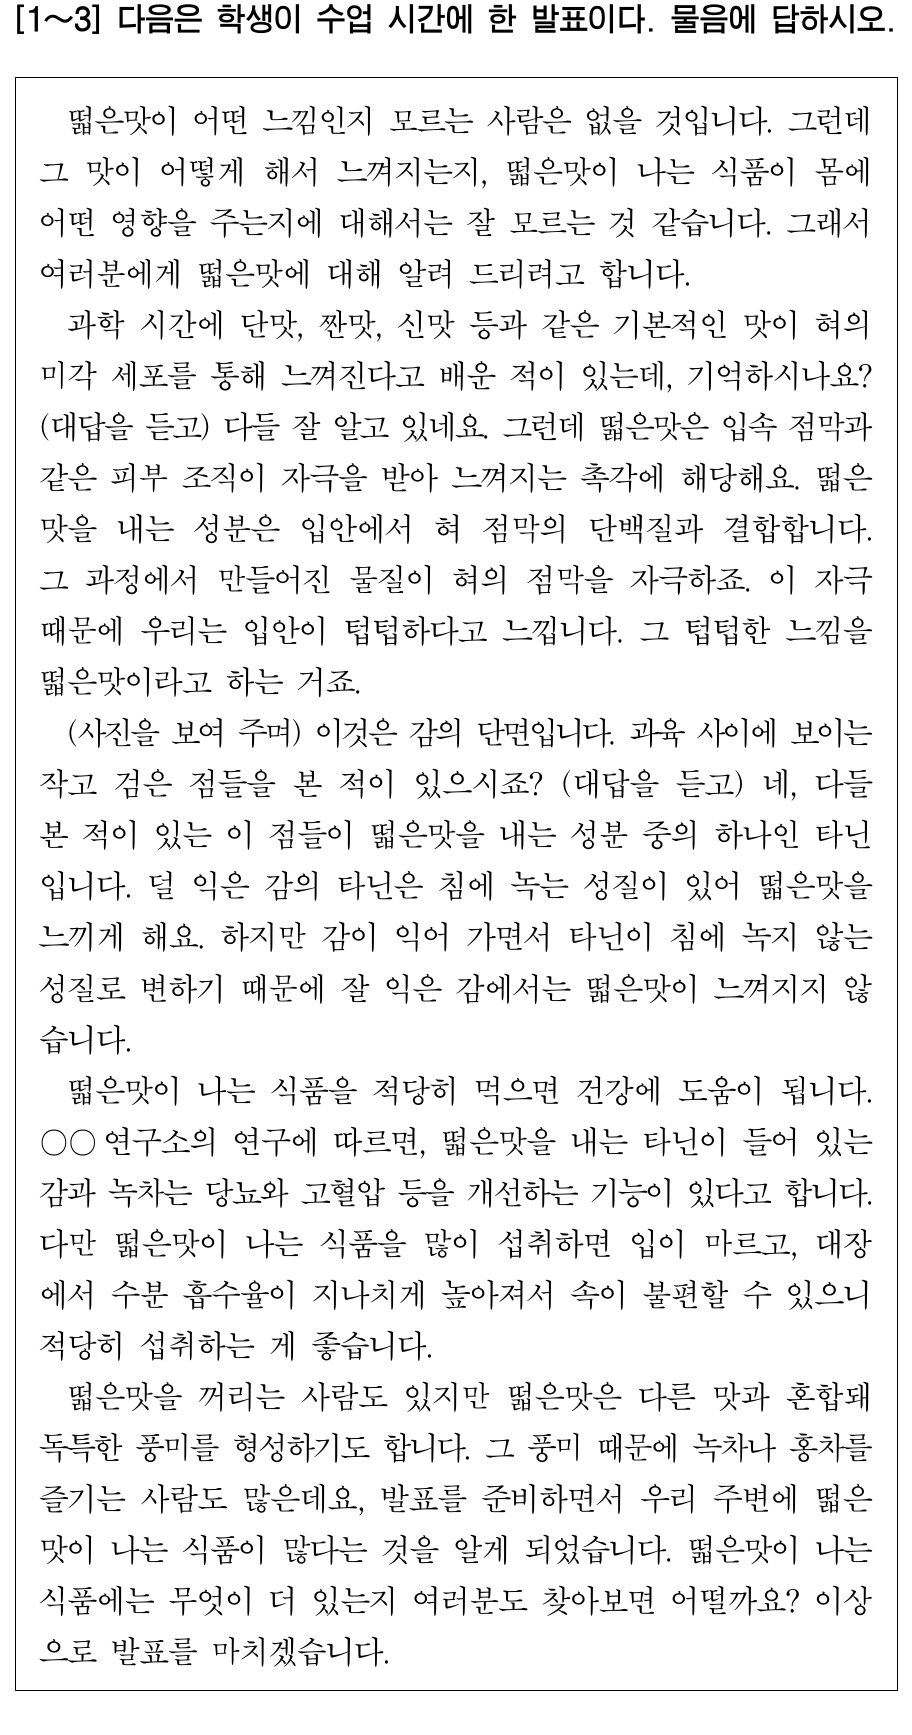 [1～3] 다음은 학생이 수업 시간에 한 발표이다. 물음에 답하시오.
떫은맛이 어떤 느낌인지 모르는 사람은 없을 것입니다. 그런데
그 맛이 어떻게 해서 느껴지는지, 떫은맛이 나는 식품이 몸에
어떤 영향을 주는지에 대해서는 잘 모르는 것 같습니다. 그래서
여러분에게 떫은맛에 대해 알려 드리려고 합니다.
과학 시간에 단맛, 짠맛, 신맛 등과 같은 기본적인 맛이 혀의
미각 세포를 통해 느껴진다고 배운 적이 있는데, 기억하시나요?
(대답을 듣고) 다들 잘 알고 있네요. 그런데 떫은맛은 입속 점막과
같은 피부 조직이 자극을 받아 느껴지는 촉각에 해당해요. 떫은
맛을 내는 성분은 입안에서 혀 점막의 단백질과 결합합니다.
그 과정에서 만들어진 물질이 혀의 점막을 자극하죠. 이 자극
때문에 우리는 입안이 텁텁하다고 느낍니다. 그 텁텁한 느낌을
떫은맛이라고 하는 거죠.
(사진을 보여 주며) 이것은 감의 단면입니다. 과육 사이에 보이는
작고 검은 점들을 본 적이 있으시죠? (대답을 듣고) 네, 다들
본 적이 있는 이 점들이 떫은맛을 내는 성분 중의 하나인 타닌
입니다. 덜 익은 감의 타닌은 침에 녹는 성질이 있어 떫은맛을
느끼게 해요. 하지만 감이 익어 가면서 타닌이 침에 녹지 않는
성질로 변하기 때문에 잘 익은 감에서는 떫은맛이 느껴지지 않
습니다.
떫은맛이 나는 식품을 적당히 먹으면 건강에 도움이 됩니다.
○○ 연구소의 연구에 따르면, 떫은맛을 내는 타닌이 들어 있는
감과 녹차는 당뇨와 고혈압 등을 개선하는 기능이 있다고 합니다.
다만 떫은맛이 나는 식품을 많이 섭취하면 입이 마르고, 대장
에서 수분 흡수율이 지나치게 높아져서 속이 불편할 수 있으니
적당히 섭취하는 게 좋습니다.
떫은맛을 꺼리는 사람도 있지만 떫은맛은 다른 맛과 혼합돼
독특한 풍미를 형성하기도 합니다. 그 풍미 때문에 녹차나 홍차를
즐기는 사람도 많은데요, 발표를 준비하면서 우리 주변에 떫은
맛이 나는 식품이 많다는 것을 알게 되었습니다. 떫은맛이 나는
식품에는 무엇이 더 있는지 여러분도 찾아보면 어떨까요? 이상
으로 발표를 마치겠습니다.